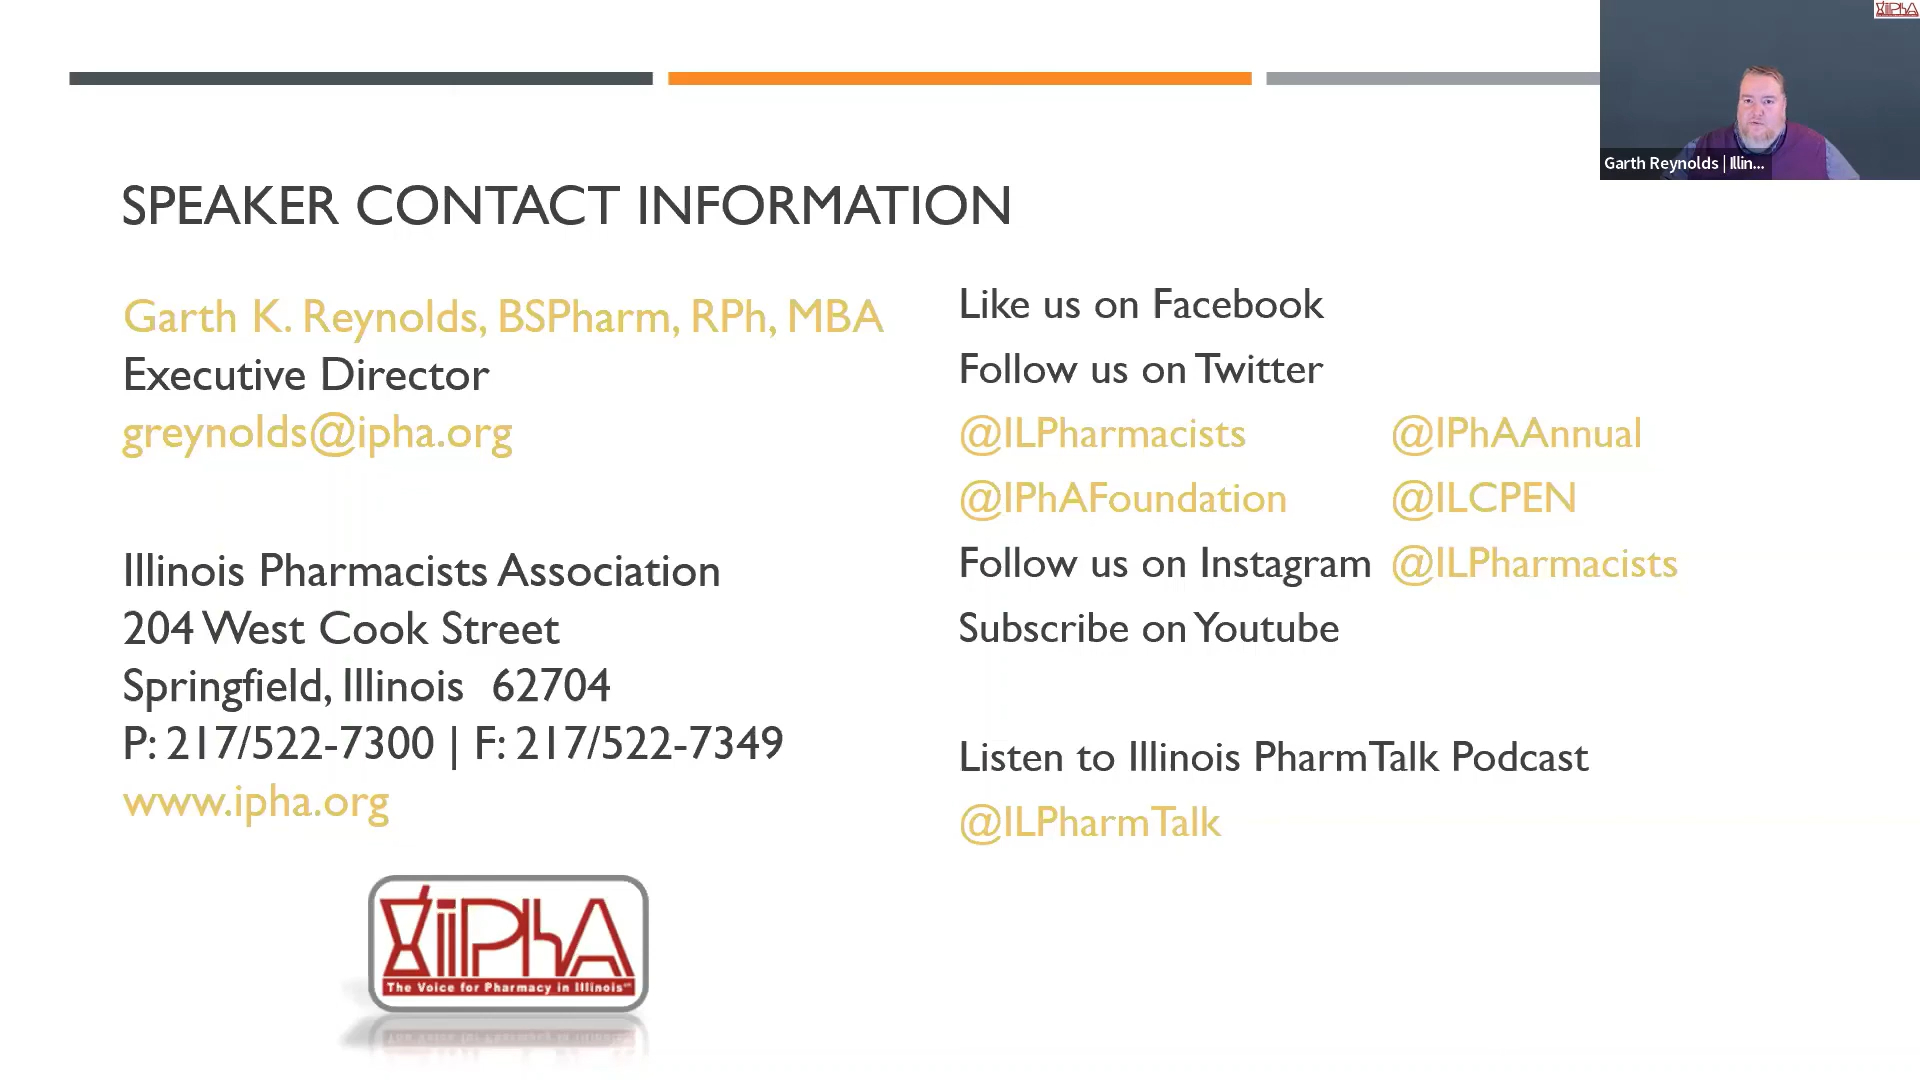 SPEAKER CONTACT INFORMATION
Garth K. Reynolds, BSPharm, RPh, MBA
Executive Director
greynolds@ipha.org
Illinois Pharmacists Association
204 West Cook Street
Springfield, Illinois  62704
P: 217/522-7300 | F: 217/522-7349
www.ipha.org
IPhA
The Voice for Pharmacy in Illinois
Like us on Facebook
Follow us on Twitter
@ILPharmacists @IPhAAnnual
@IPhAFoundation @ILCPEN
Follow us on Instagram @ILPharmacists
Subscribe on Youtube
Listen to Illinois PharmTalk Podcast
@ILPharmTalk
IPhA
Garth Reynolds | Illin...